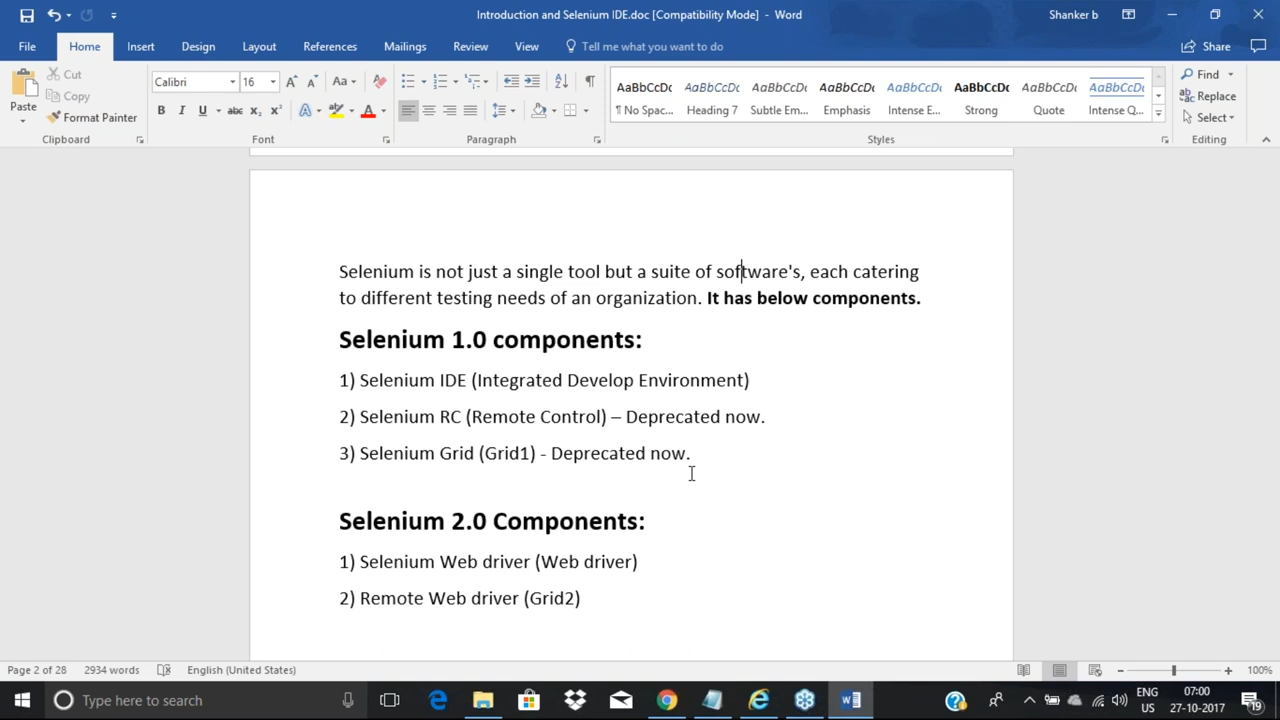 Introduction and Selenium IDE.doc [Compatibility Mode] - Word
Shanker b
File Home Insert Design Layout References Mailings Review View Tell me what you want to do Share
Paste
Cut
Copy
Format Painter
Clipboard
Calibri 16
Font
Paragraph
AaBbCcDc AaBbCcDc AaBbCcDc AaBbCcDc AaBbCcDc AaBbCcDc AaBbCcDc AaBbCcDc
¶ No Spac... Heading 7 Subtle Em... Emphasis Intense E... Strong Quote Intense Q...
Styles
Find
Replace
Select
Editing
Selenium is not just a single tool but a suite of software's, each catering
to different testing needs of an organization. It has below components.
Selenium 1.0 components:
1) Selenium IDE (Integrated Develop Environment)
2) Selenium RC (Remote Control) – Deprecated now.
3) Selenium Grid (Grid1) - Deprecated now.
Selenium 2.0 Components:
1) Selenium Web driver (Web driver)
2) Remote Web driver (Grid2)
Page 2 of 28 2934 words English (United States) 100%
Type here to search
ENG 07:00
US 27-10-2017
19